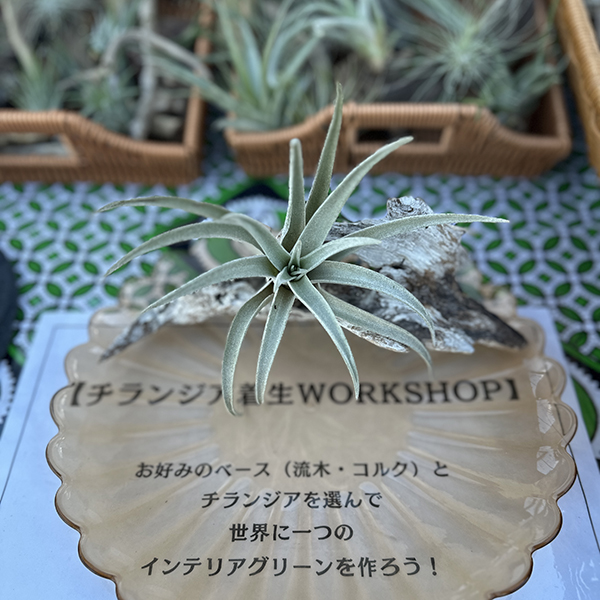 【チランジア着生WORKSHOP】
お好みのベース（流木・コルク）と
チランジアを選んで
世界に一つの
インテリアグリーンを作ろう！